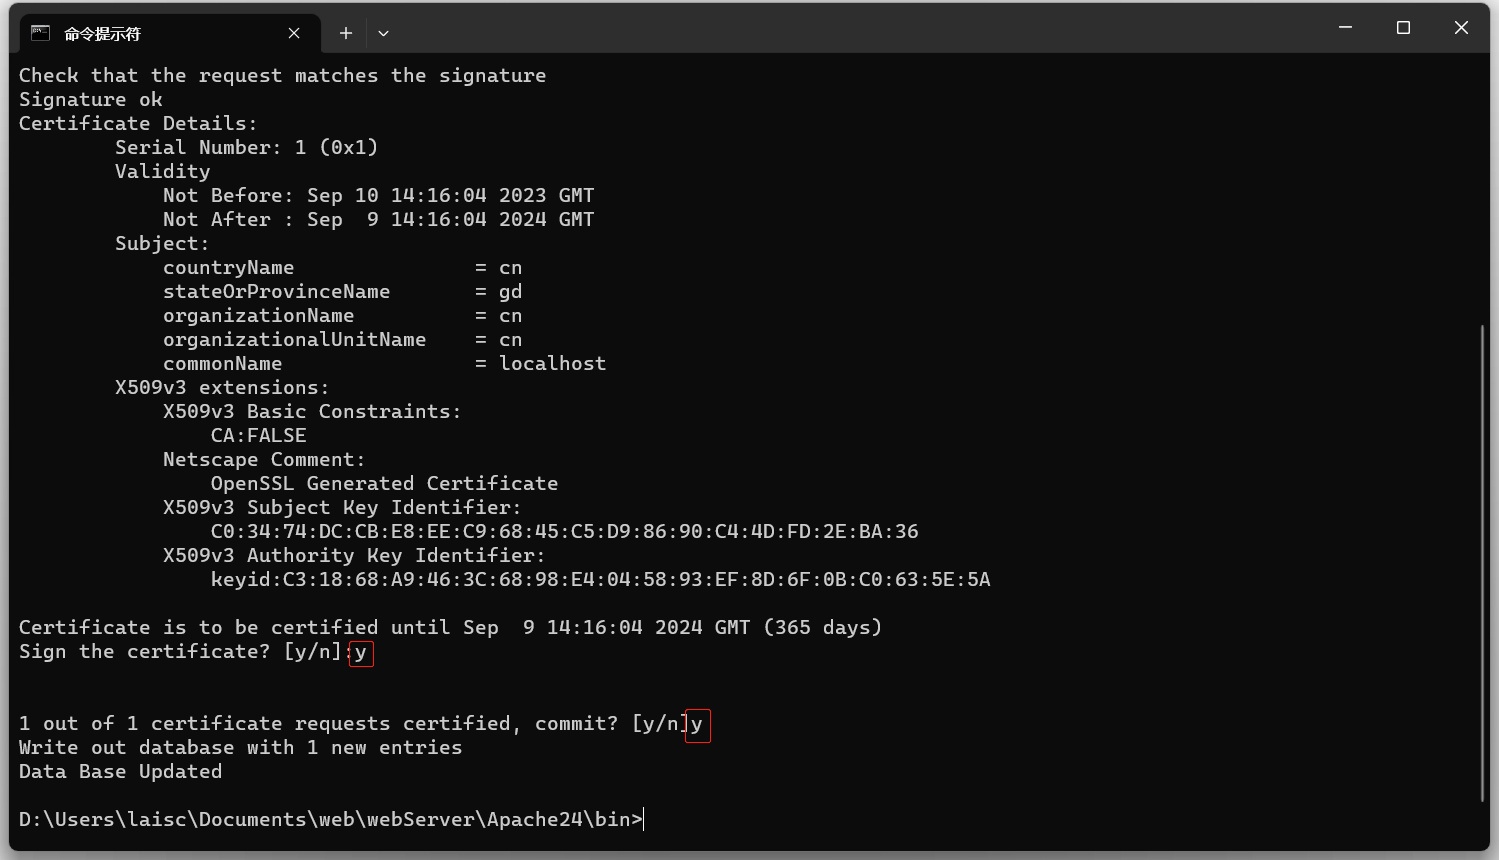 命令提示符
Check that the request matches the signature
Signature ok
Certificate Details:
        Serial Number: 1 (0x1)
        Validity
            Not Before: Sep 10 14:16:04 2023 GMT
            Not After : Sep  9 14:16:04 2024 GMT
        Subject:
            countryName               = cn
            stateOrProvinceName       = gd
            organizationName          = cn
            organizationalUnitName    = cn
            commonName                = localhost
        X509v3 extensions:
            X509v3 Basic Constraints:
                CA:FALSE
            Netscape Comment:
                OpenSSL Generated Certificate
            X509v3 Subject Key Identifier:
                C0:34:74:DC:CB:E8:EE:C9:68:45:C5:D9:86:90:C4:4D:FD:2E:BA:36
            X509v3 Authority Key Identifier:
                keyid:C3:18:68:A9:46:3C:68:98:E4:04:58:93:EF:8D:6F:0B:C0:63:5E:5A
Certificate is to be certified until Sep  9 14:16:04 2024 GMT (365 days)
Sign the certificate? [y/n]:y
1 out of 1 certificate requests certified, commit? [y/n]y
Write out database with 1 new entries
Data Base Updated
D:\Users\laisc\Documents\web\webServer\Apache24\bin>